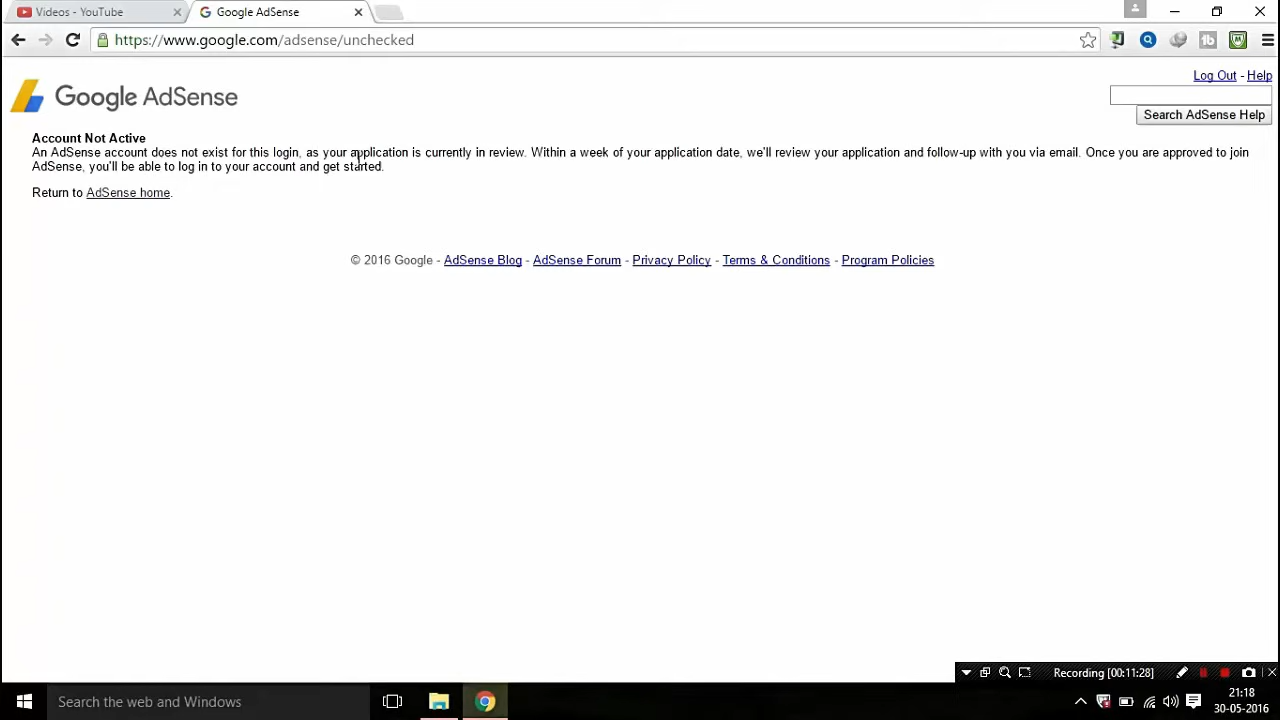 Videos - YouTube
Google AdSense
https://www.google.com/adsense/unchecked
Log Out - Help
Google AdSense
Search AdSense Help
Account Not Active
An AdSense account does not exist for this login, as your application is currently in review. Within a week of your application date, we'll review your application and follow-up with you via email. Once you are approved to join
AdSense, you'll be able to log in to your account and get started.
Return to AdSense home.
© 2016 Google - AdSense Blog - AdSense Forum - Privacy Policy - Terms & Conditions - Program Policies
Recording [00:11:28]
Search the web and Windows
21:18
30-05-2016